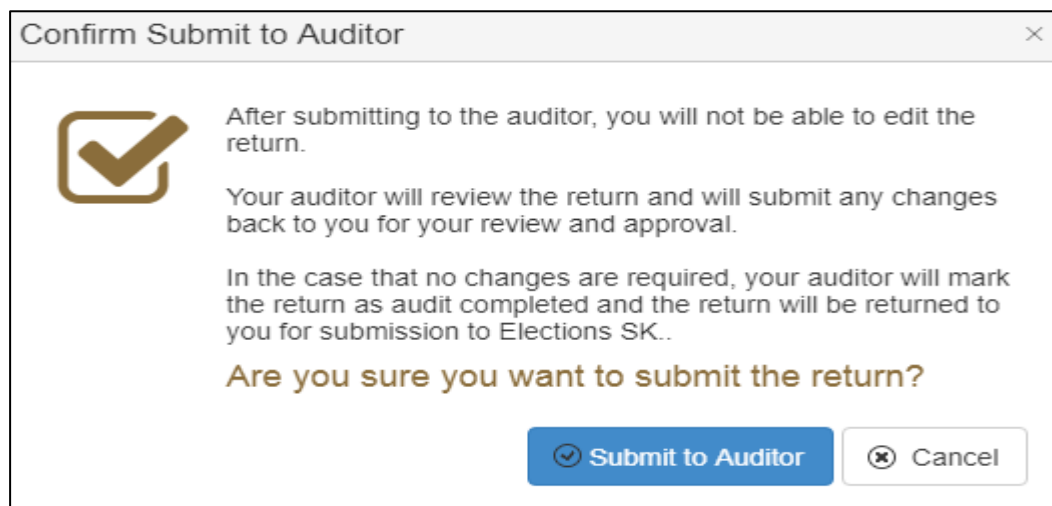 Confirm Submit to Auditor
After submitting to the auditor, you will not be able to edit the
return.
Your auditor will review the return and will submit any changes
back to you for your review and approval.
In the case that no changes are required, your auditor will mark
the return as audit completed and the return will be returned to
you for submission to Elections SK..
Are you sure you want to submit the return?
Submit to Auditor
Cancel